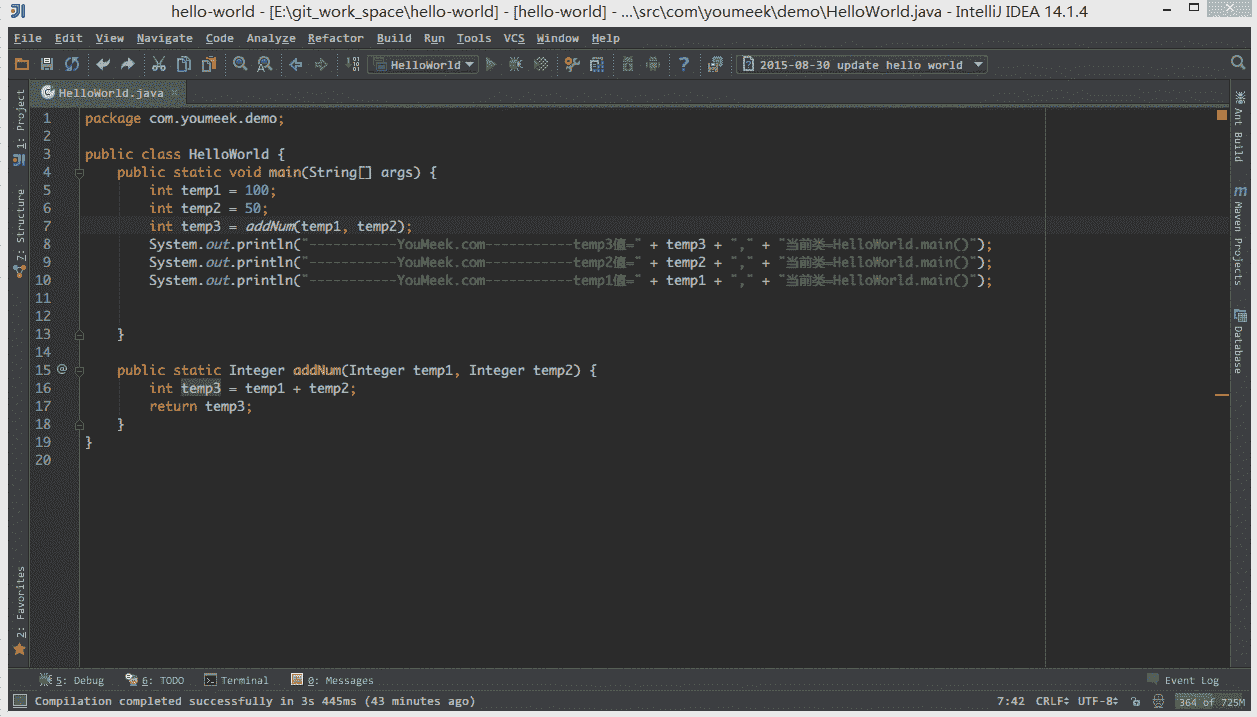 hello-world - [E:\git_work_space\hello-world] - [hello-world] - ...\src\com\youmeek\demo\HelloWorld.java - IntelliJ IDEA 14.1.4
File Edit View Navigate Code Analyze Refactor Build Run Tools VCS Window Help
HelloWorld 2015-08-30 update hello world
HelloWorld.java
1 package com.youmeek.demo;
2
3 public class HelloWorld {
4 public static void main(String[] args) {
5 int temp1 = 100;
6 int temp2 = 50;
7 int temp3 = addNum(temp1, temp2);
8 System.out.println("-----------YouMeek.com-----------temp3值=" + temp3 + "," + "当前类=HelloWorld.main()");
9 System.out.println("-----------YouMeek.com-----------temp2值=" + temp2 + "," + "当前类=HelloWorld.main()");
10 System.out.println("-----------YouMeek.com-----------temp1值=" + temp1 + "," + "当前类=HelloWorld.main()");
11
12
13 }
14
15 @ public static Integer addNum(Integer temp1, Integer temp2) {
16 int temp3 = temp1 + temp2;
17 return temp3;
18 }
19 }
20
1: Project
7: Structure
2: Favorites
Ant Build
m Maven Projects
Database
5: Debug 6: TODO Terminal 0: Messages Event Log
Compilation completed successfully in 3s 445ms (43 minutes ago) 7:42 CRLF UTF-8 364 of 725M